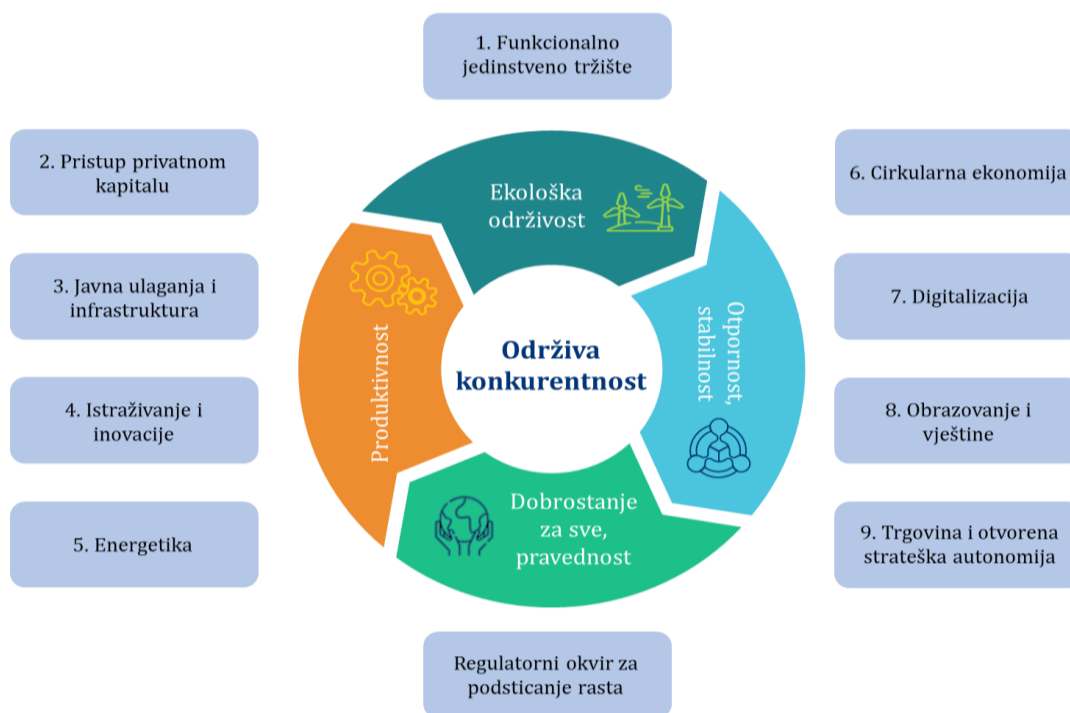 1. Funkcionalno
jedinstveno tržište
2. Pristup privatnom
kapitalu
3. Javna ulaganja i
infrastruktura
4. Istraživanje i
inovacije
5. Energetika
Ekološka
održivost
Otpornost,
stabilnost
Dobrostanje
za sve,
pravednost
Produktivnost
Održiva
konkurentnost
6. Cirkularna ekonomija
7. Digitalizacija
8. Obrazovanje i
vještine
9. Trgovina i otvorena
strateška autonomija
Regulatorni okvir za
podsticanje rasta